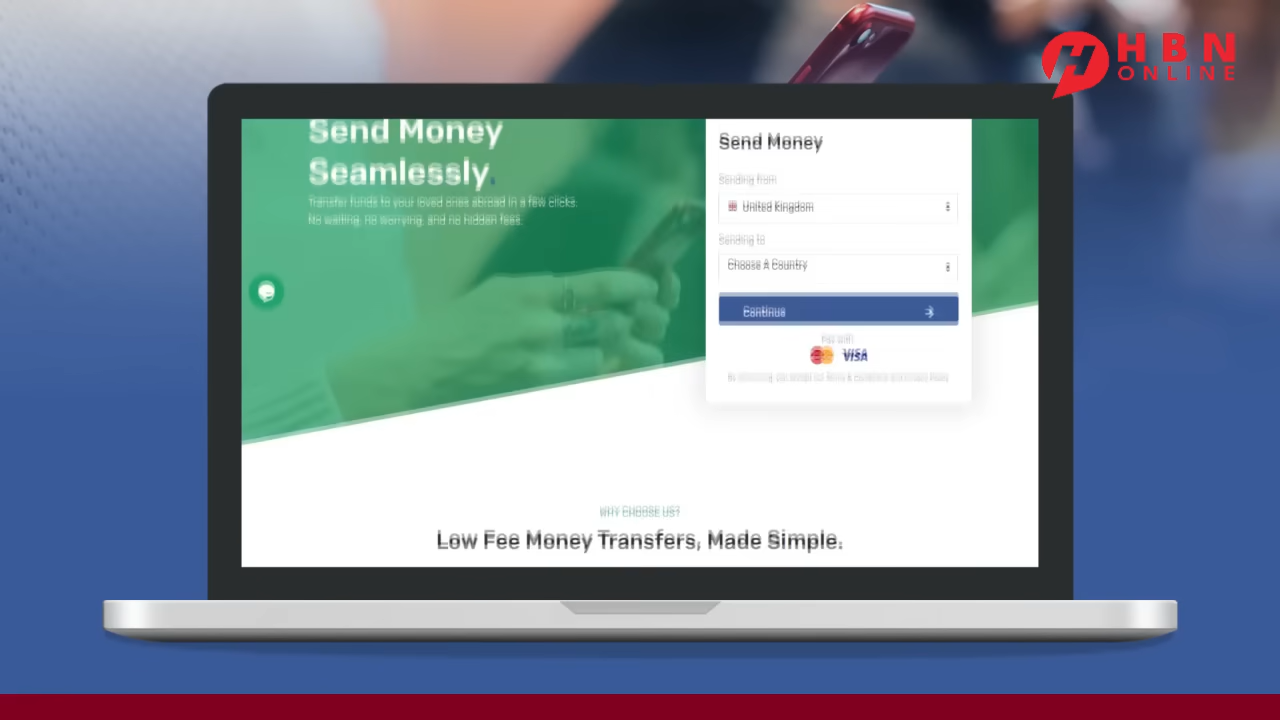 HBN
ONLINE
Send Money
Seamlessly.
Transfer funds to your loved ones abroad in a few clicks.
No waiting, no worrying, and no hidden fees.
Send Money
Sending from
United Kingdom
Sending to
Choose A Country
Continue
Pay with
VISA
WHY CHOOSE US?
Low Fee Money Transfers, Made Simple.